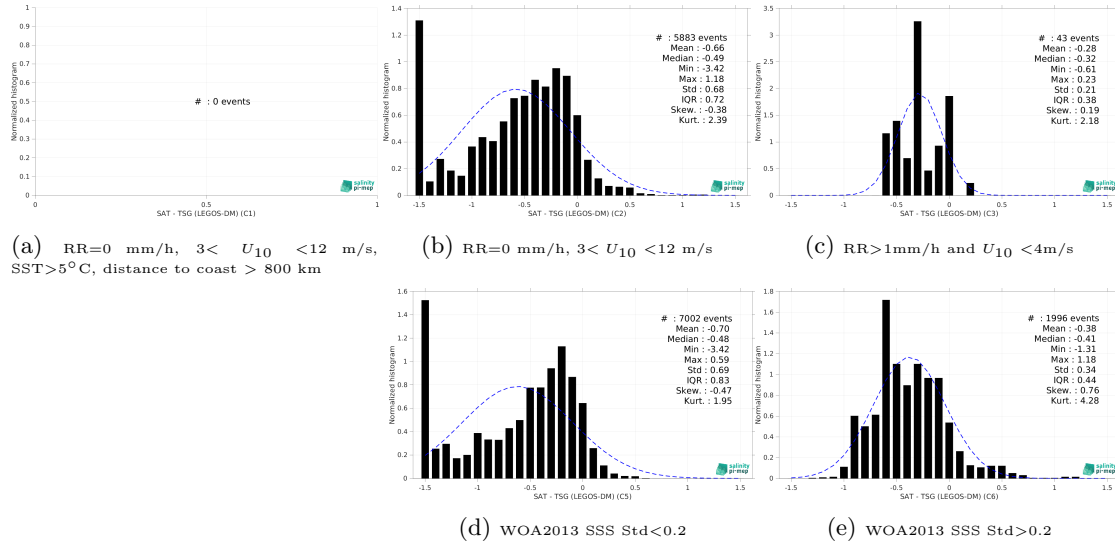 1
0.9
0.8
0.7
0.6
0.5
0.4
0.3
0.2
0.1
0
Normalized histogram
# : 0 events
0 0.5 1
SAT - TSG (LEGOS-DM) (C1)
salinity
pi-mep
(a) RR=0 mm/h, 3< U10 <12 m/s,
SST>5°C, distance to coast > 800 km
1.4
1.2
1
0.8
0.6
0.4
0.2
0
Normalized histogram
# : 5883 events
Mean : -0.66
Median : -0.49
Min : -3.42
Max : 1.18
Std : 0.68
IQR : 0.72
Skew. : -0.38
Kurt. : 2.39
-1.5 -1 -0.5 0 0.5 1 1.5
SAT - TSG (LEGOS-DM) (C2)
salinity
pi-mep
(b) RR=0 mm/h, 3< U10 <12 m/s
3.5
3
2.5
2
1.5
1
0.5
0
Normalized histogram
# : 43 events
Mean : -0.28
Median : -0.32
Min : -0.61
Max : 0.23
Std : 0.21
IQR : 0.38
Skew. : 0.19
Kurt. : 2.18
-1.5 -1 -0.5 0 0.5 1 1.5
SAT - TSG (LEGOS-DM) (C3)
salinity
pi-mep
(c) RR>1mm/h and U10 <4m/s
1.6
1.4
1.2
1
0.8
0.6
0.4
0.2
0
Normalized histogram
# : 7002 events
Mean : -0.70
Median : -0.48
Min : -3.42
Max : 0.59
Std : 0.69
IQR : 0.83
Skew. : -0.47
Kurt. : 1.95
-1.5 -1 -0.5 0 0.5 1 1.5
SAT - TSG (LEGOS-DM) (C5)
salinity
pi-mep
(d) WOA2013 SSS Std<0.2
1.8
1.6
1.4
1.2
1
0.8
0.6
0.4
0.2
0
Normalized histogram
# : 1996 events
Mean : -0.38
Median : -0.41
Min : -1.31
Max : 1.18
Std : 0.34
IQR : 0.44
Skew. : 0.76
Kurt. : 4.28
-1.5 -1 -0.5 0 0.5 1 1.5
SAT - TSG (LEGOS-DM) (C6)
salinity
pi-mep
(e) WOA2013 SSS Std>0.2